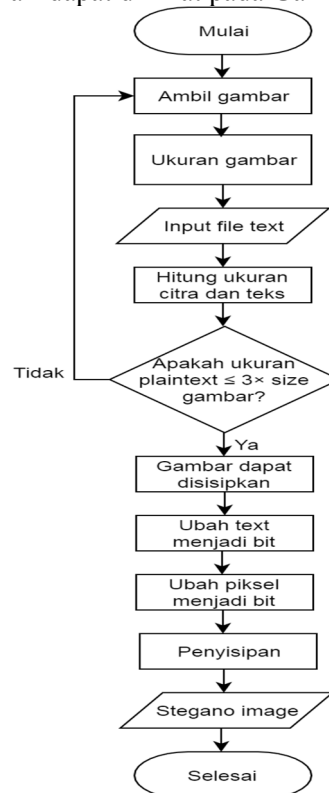 Mulai
Ambil gambar
Ukuran gambar
Input file text
Hitung ukuran
citra dan teks
Apakah ukuran
plaintext ≤ 3× size
gambar?
Tidak
Ya
Gambar dapat
disisipkan
Ubah text
menjadi bit
Ubah piksel
menjadi bit
Penyisipan
Stegano image
Selesai